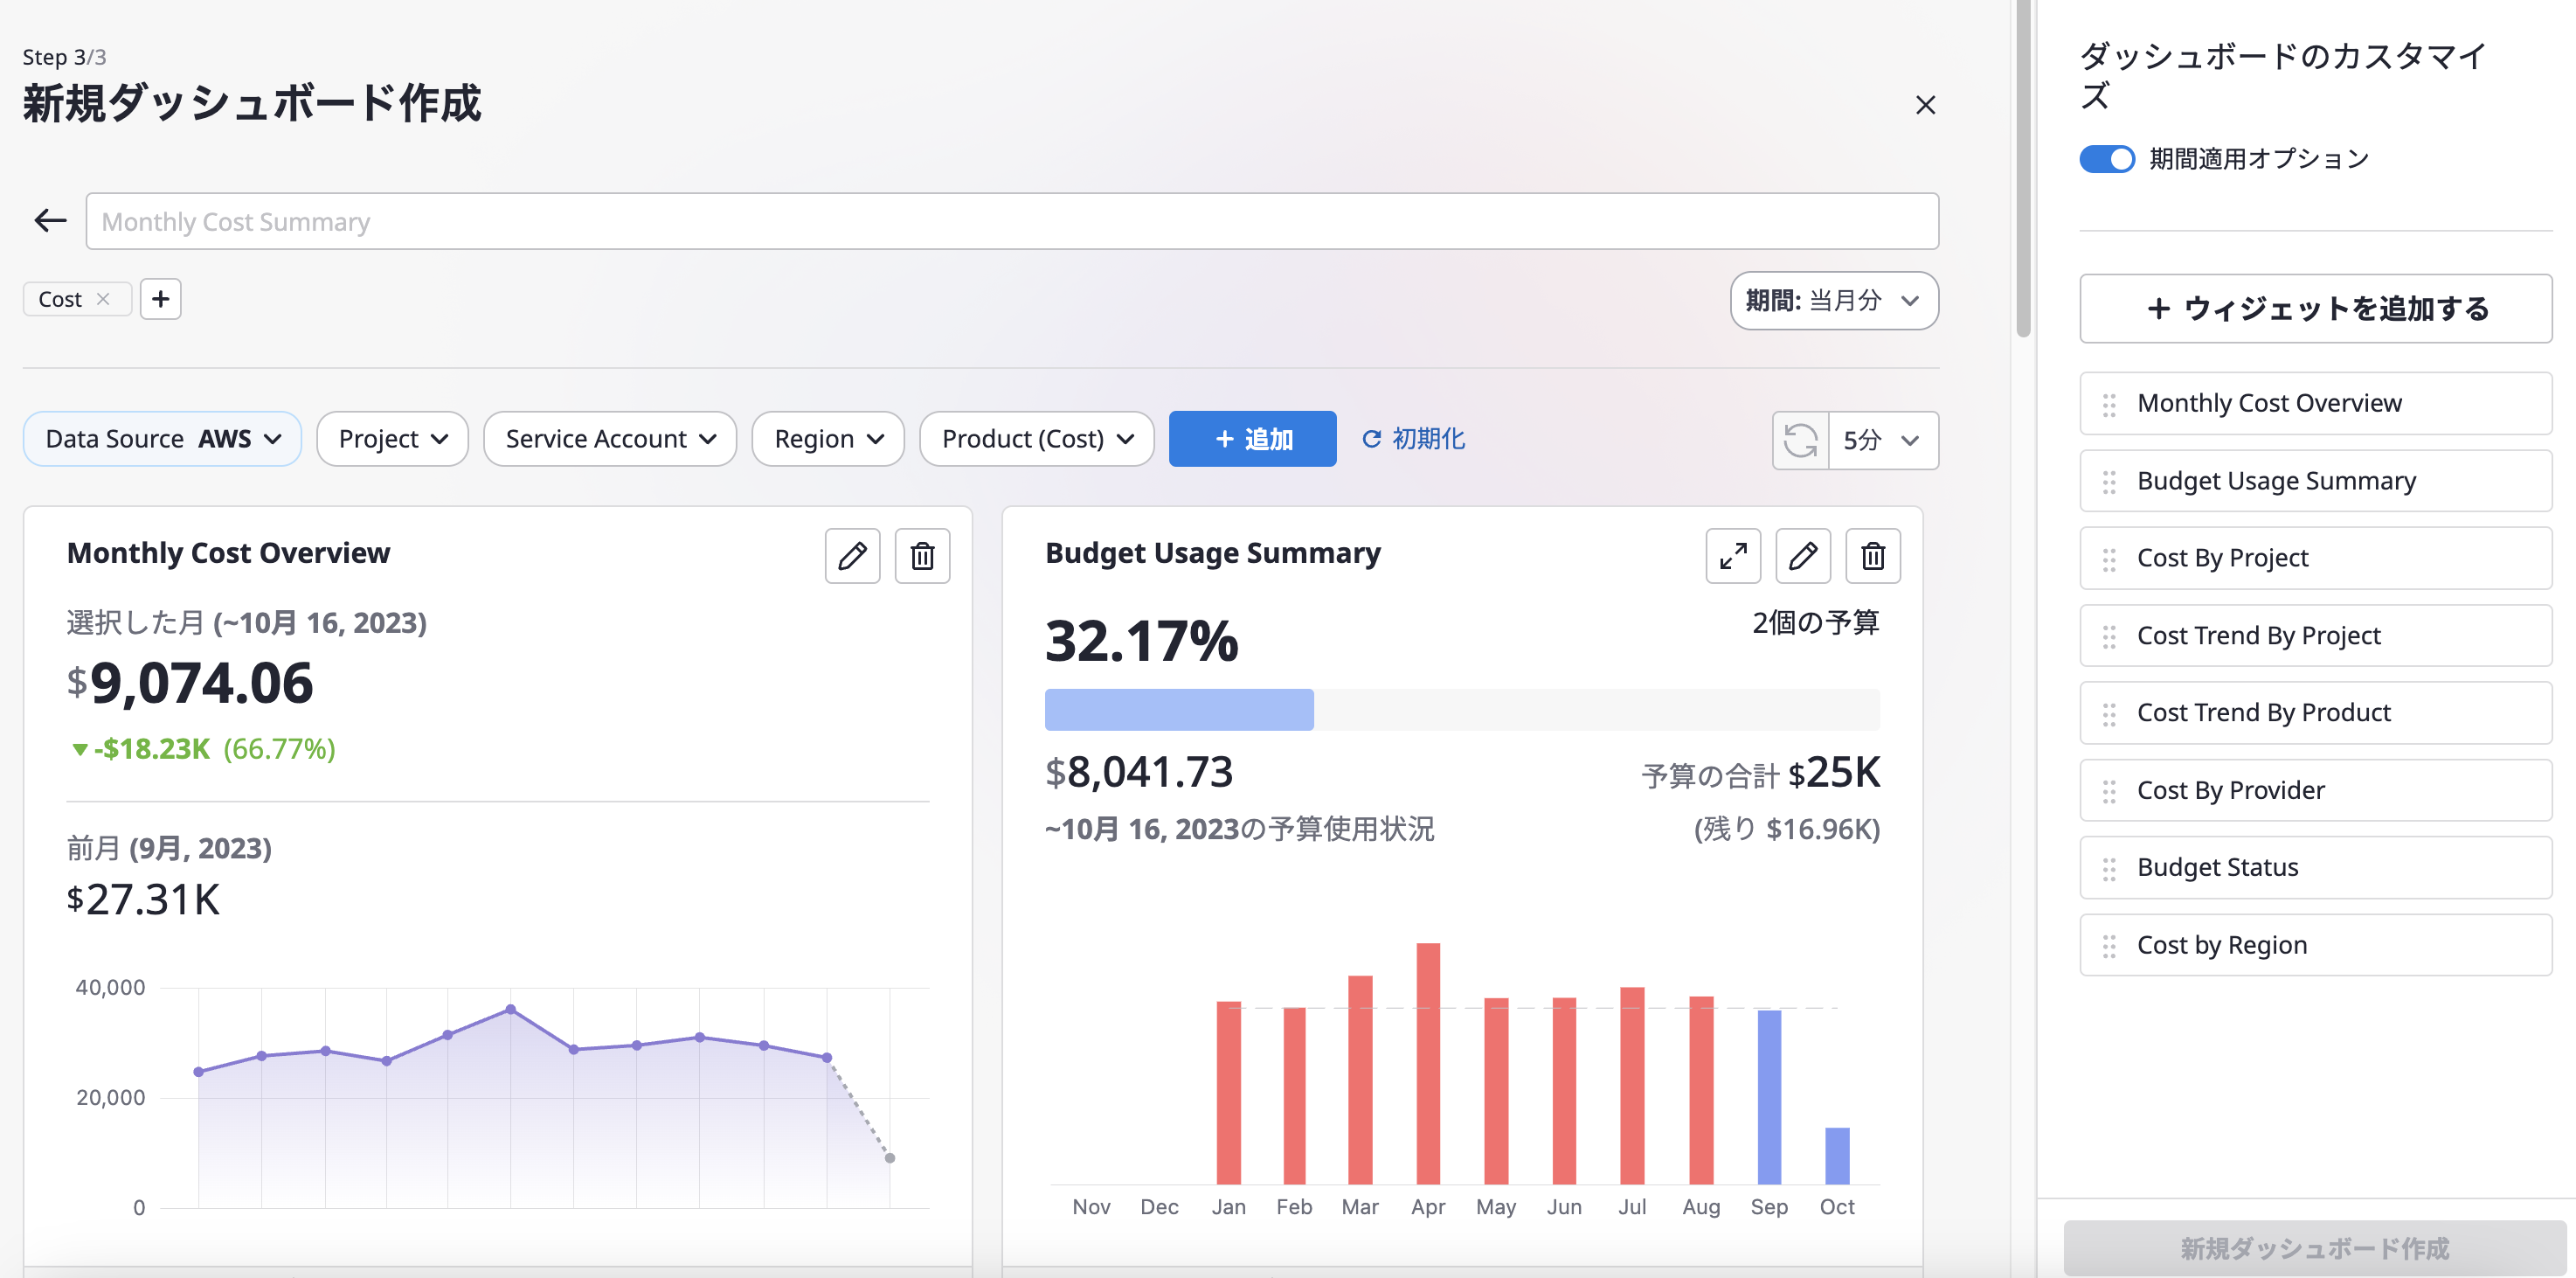 Step 3/3
新規ダッシュボード作成
Monthly Cost Summary
Cost
期間: 当月分
Data Source AWS
Project
Service Account
Region
Product (Cost)
+ 追加
初期化
5分
Monthly Cost Overview
選択した月 (~10月 16, 2023)
$9,074.06
-$18.23K (66.77%)
前月 (9月, 2023)
$27.31K
40,000
20,000
0
Budget Usage Summary
32.17%
2個の予算
$8,041.73
予算の合計 $25K
~10月 16, 2023の予算使用状況
(残り $16.96K)
Nov Dec Jan Feb Mar Apr May Jun Jul Aug Sep Oct
ダッシュボードのカスタマイ
ズ
期間適用オプション
+ ウィジェットを追加する
Monthly Cost Overview
Budget Usage Summary
Cost By Project
Cost Trend By Project
Cost Trend By Product
Cost By Provider
Budget Status
Cost by Region
新規ダッシュボード作成